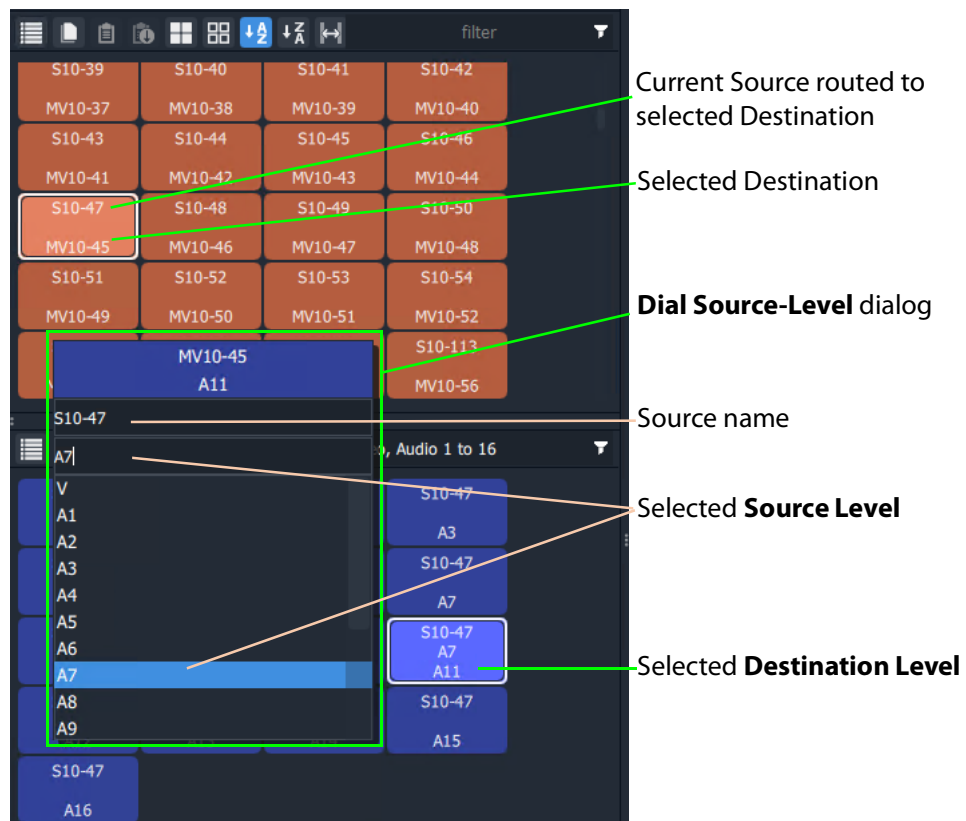 filter
S10-39 S10-40 S10-41 S10-42
MV10-37 MV10-38 MV10-39 MV10-40
S10-43 S10-44 S10-45 S10-46
MV10-41 MV10-42 MV10-43 MV10-44
S10-47 S10-48 S10-49 S10-50
MV10-45 MV10-46 MV10-47 MV10-48
S10-51 S10-52 S10-53 S10-54
MV10-49 MV10-50 MV10-51 MV10-52
S10-113
MV10-56
MV10-45
A11
S10-47
A7
V
A1
A2
A3
A4
A5
A6
A7
A8
A9
, Audio 1 to 16
S10-47
A3
S10-47
A7
S10-47
A7
A11
S10-47
A15
S10-47
A16
Current Source routed to
selected Destination
Selected Destination
Dial Source-Level dialog
Source name
Selected Source Level
Selected Destination Level